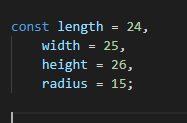 const length = 24,
    width = 25,
    height = 26,
    radius = 15;